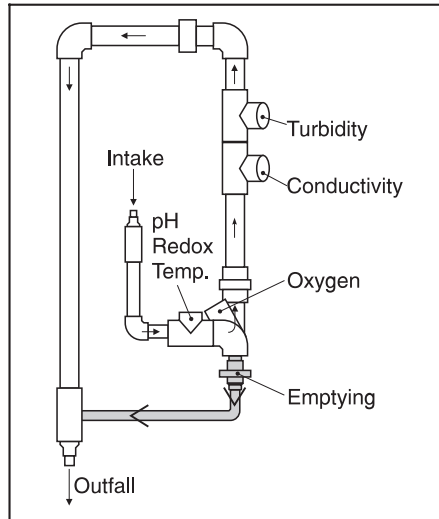 Turbidity
Intake
Conductivity
pH
Redox
Temp.
Oxygen
Emptying
Outfall